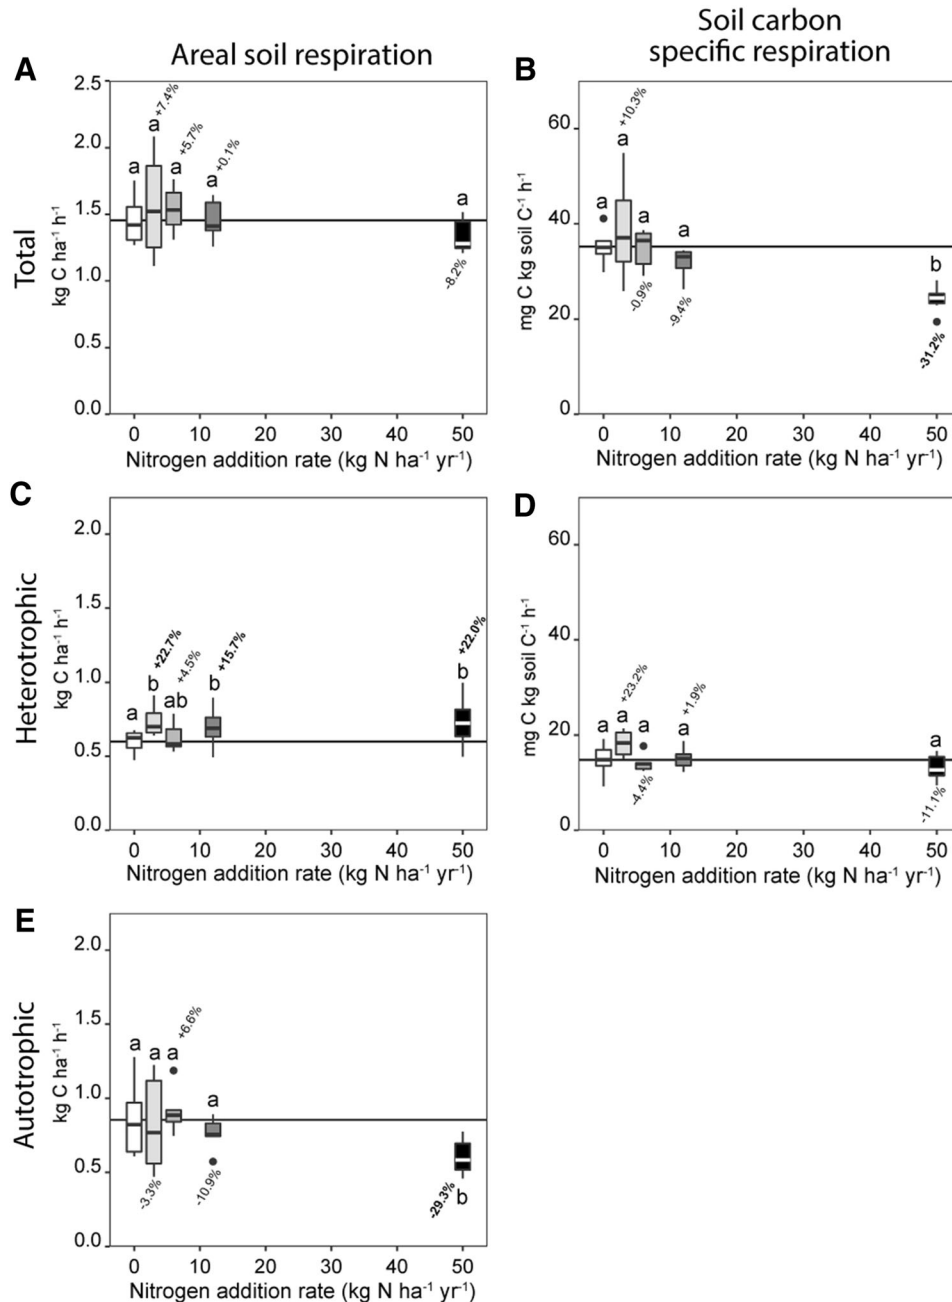 Areal soil respiration
Soil carbon
specific respiration
A
Total
kg C ha⁻¹ h⁻¹
2.5
2.0
1.5
1.0
0.5
0.0
a
a
+7.4%
a
+5.7%
a
+0.1%
a
-8.2%
0 10 20 30 40 50
Nitrogen addition rate (kg N ha⁻¹ yr⁻¹)
B
mg C kg soil C⁻¹ h⁻¹
60
40
20
0
a
a
+10.3%
a
-0.9%
a
-9.4%
b
-31.2%
0 10 20 30 40 50
Nitrogen addition rate (kg N ha⁻¹ yr⁻¹)
C
Heterotrophic
kg C ha⁻¹ h⁻¹
2.0
1.5
1.0
0.5
0.0
a
b
+22.7%
ab
+4.5%
b
+15.7%
b
+22.0%
0 10 20 30 40 50
Nitrogen addition rate (kg N ha⁻¹ yr⁻¹)
D
mg C kg soil C⁻¹ h⁻¹
60
40
20
0
a
a
+23.2%
a
-4.4%
a
+1.9%
a
-11.1%
0 10 20 30 40 50
Nitrogen addition rate (kg N ha⁻¹ yr⁻¹)
E
Autotrophic
kg C ha⁻¹ h⁻¹
2.0
1.5
1.0
0.5
0.0
a
a
-3.3%
a
+6.6%
a
-10.9%
-29.3%
b
0 10 20 30 40 50
Nitrogen addition rate (kg N ha⁻¹ yr⁻¹)